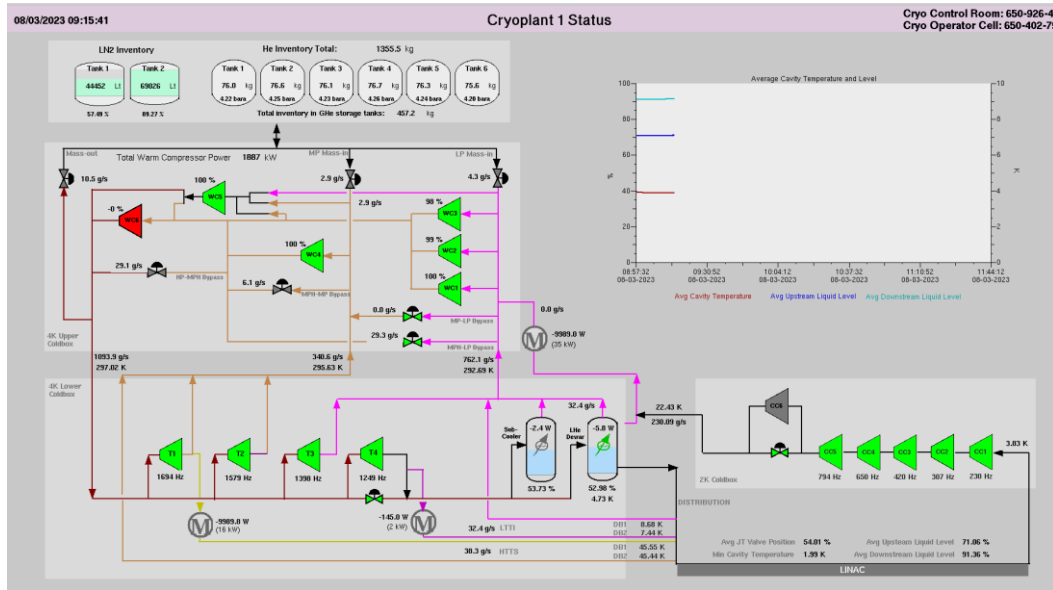 08/03/2023 09:15:41
Cryoplant 1 Status
Cryo Control Room: 650-926-4
Cryo Operator Cell: 650-402-79
LN2 Inventory
He Inventory Total: 1355.5 kg
Tank 1
44452 Lt
57.49 %
Tank 2
69026 Lt
89.27 %
Tank 1
76.0 kg
4.22 bara
Tank 2
76.6 kg
4.25 bara
Tank 3
76.1 kg
4.23 bara
Tank 4
76.7 kg
4.26 bara
Tank 5
76.3 kg
4.24 bara
Tank 6
75.6 kg
4.20 bara
Total inventory in GHe storage tanks: 457.2 kg
Average Cavity Temperature and Level
100
80
60
40
20
0
%
10
8
6
4
2
0
K
08:57:32
08-03-2023
09:30:52
08-03-2023
10:04:12
08-03-2023
10:37:32
08-03-2023
11:10:52
08-03-2023
11:44:12
08-03-2023
Avg Cavity Temperature
Avg Upstream Liquid Level
Avg Downstream Liquid Level
Mass-out
Total Warm Compressor Power 1887 kW
MP Mass-in
LP Mass-in
10.5 g/s
2.9 g/s
4.3 g/s
100 %
WC5
2.9 g/s
-0 %
WC6
98 %
WC3
100 %
WC4
99 %
WC2
29.1 g/s
HP-MPH Bypass
6.1 g/s
MPH-MP Bypass
100 %
WC1
0.0 g/s
MP-LP Bypass
29.3 g/s
MPH-LP Bypass
0.0 g/s
M
-9989.0 W
(35 kW)
4K Upper
Coldbox
1093.9 g/s
297.02 K
340.6 g/s
295.63 K
762.1 g/s
292.69 K
4K Lower
Coldbox
T1
1694 Hz
T2
1579 Hz
T3
1398 Hz
T4
1249 Hz
Sub-
Cooler
-2.4 W
53.73 %
LHe
Dewar
32.4 g/s
-5.0 W
52.98 %
4.73 K
M
-9989.0 W
(18 kW)
-145.0 W
(2 kW)
M
32.4 g/s LTTI
30.3 g/s HTTS
DB1 8.68 K
DB2 7.44 K
DB1 45.55 K
DB2 45.44 K
22.43 K
230.09 g/s
CC6
CC5
794 Hz
CC4
650 Hz
CC3
420 Hz
CC2
307 Hz
CC1
230 Hz
3.83 K
2K Coldbox
DISTRIBUTION
Avg JT Valve Position 54.01 %
Avg Upstream Liquid Level 71.06 %
Min Cavity Temperature 1.99 K
Avg Downstream Liquid Level 91.36 %
LINAC